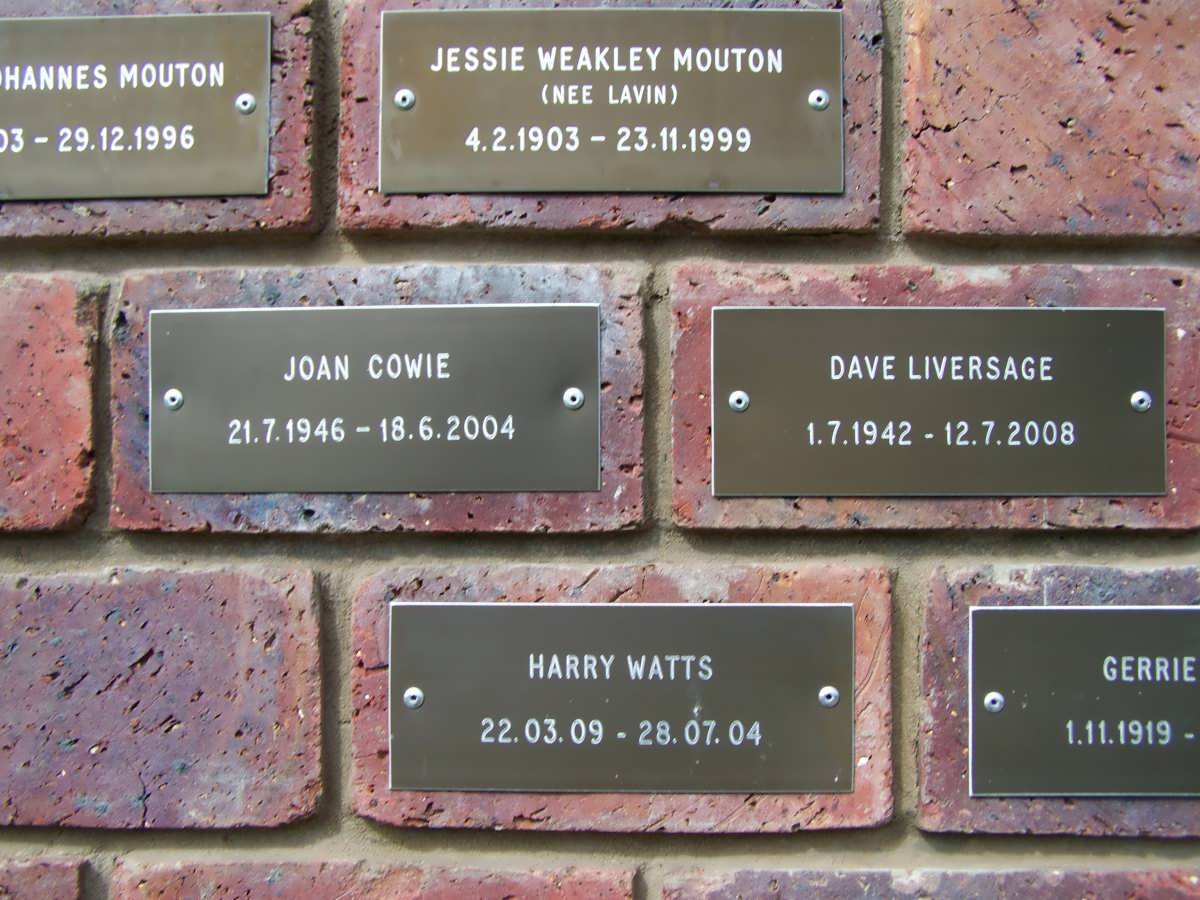 OHANNES MOUTON
03 - 29.12.1996
JESSIE WEAKLEY MOUTON
(NEE LAVIN)
4.2.1903 - 23.11.1999
JOAN COWIE
21.7.1946 - 18.6.2004
DAVE LIVERSAGE
1.7.1942 - 12.7.2008
HARRY WATTS
22.03.09 - 28.07.04
GERRIE
1.11.1919 -